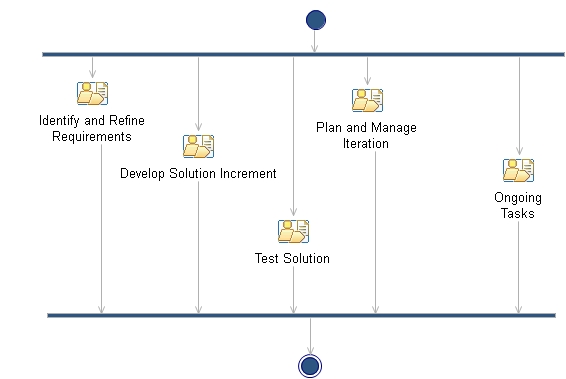 Identify and Refine
Requirements
Develop Solution Increment
Test Solution
Plan and Manage
Iteration
Ongoing
Tasks